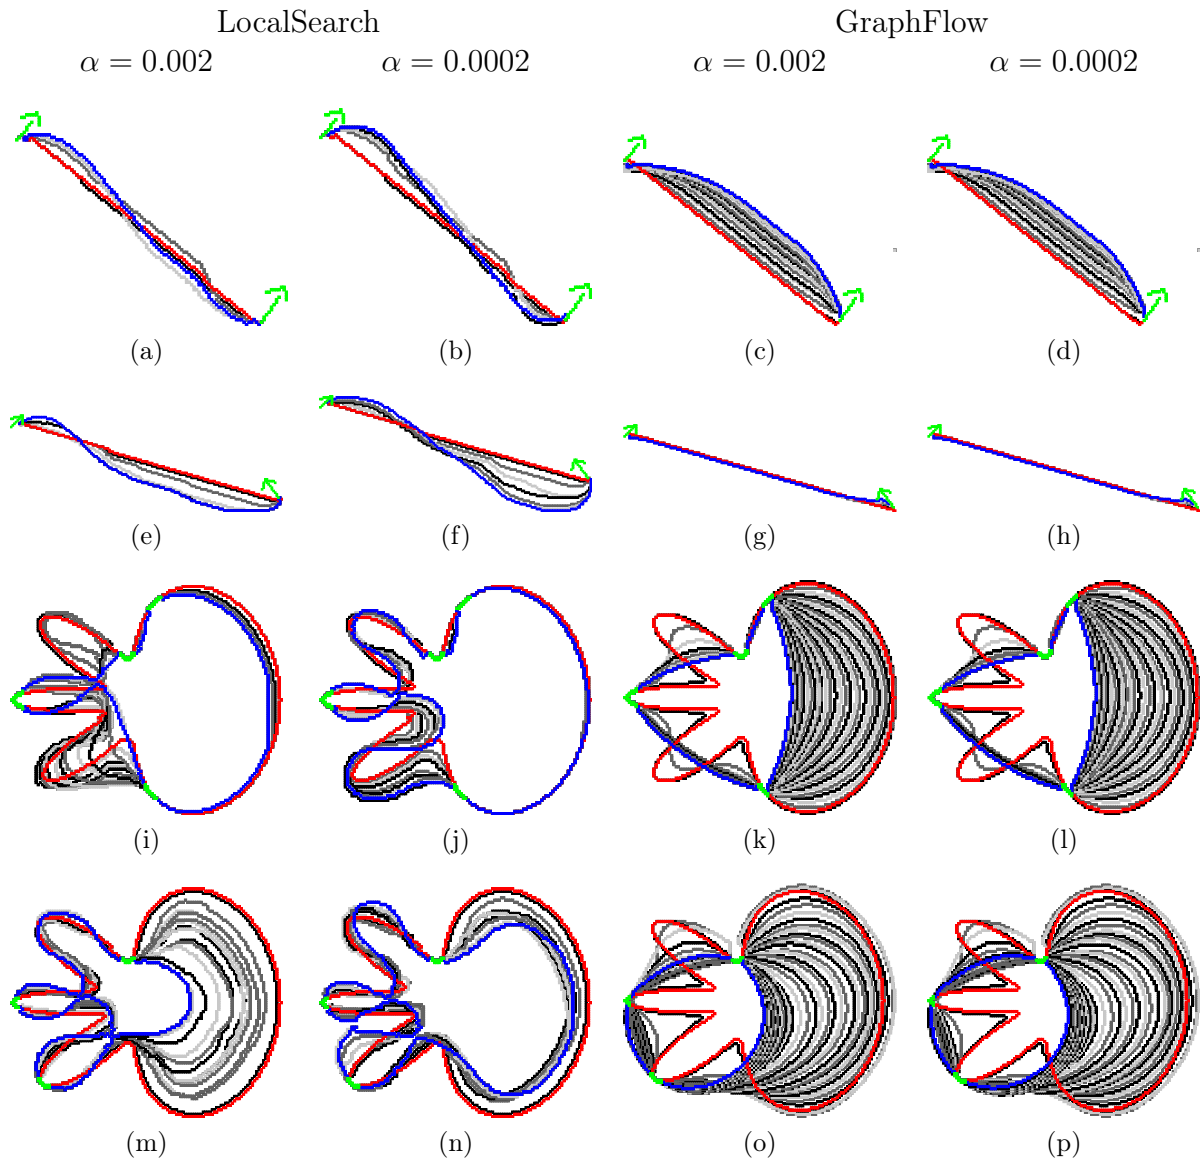 LocalSearch GraphFlow
α = 0.002 α = 0.0002 α = 0.002 α = 0.0002
(a) (b) (c) (d)
(e) (f) (g) (h)
(i) (j) (k) (l)
(m) (n) (o) (p)